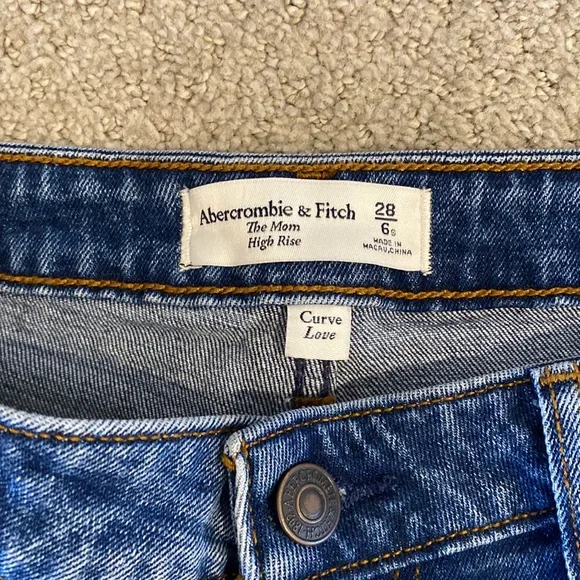 Abercrombie & Fitch
The Mom
High Rise
28
6S
MADE IN
MACAU, CHINA
Curve
Love